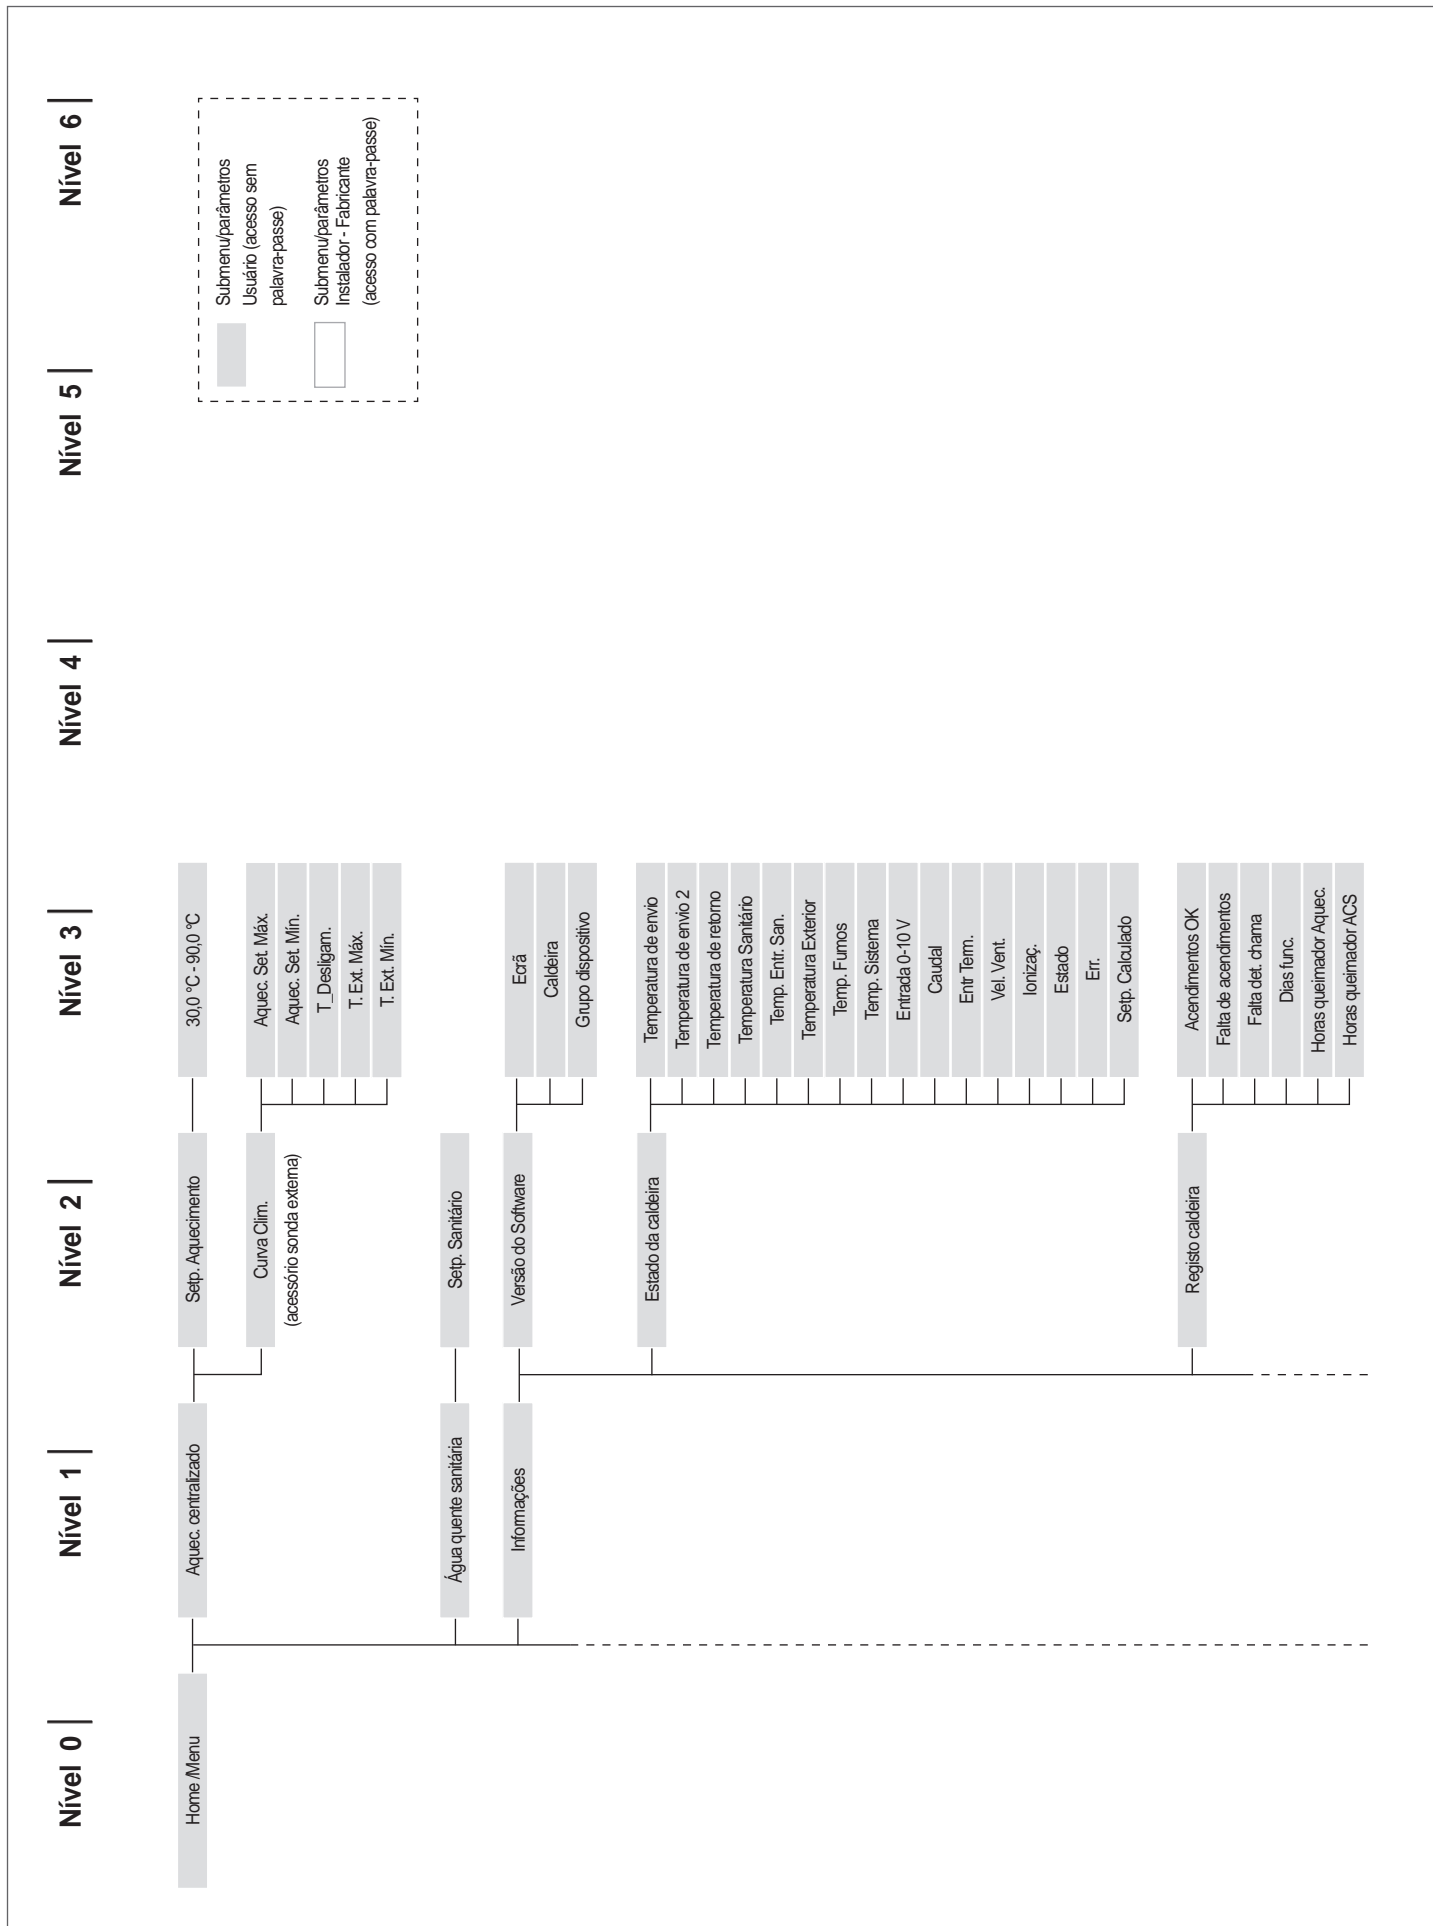 Nível 0
Nível 1
Nível 2
Nível 3
Nível 4
Nível 5
Nível 6
Home /Menu
Aquec. centralizado
Setp. Aquecimento
30,0 °C - 90,0 °C
Curva Clim.
(acessório sonda externa)
Aquec. Set. Máx.
Aquec. Set. Mín.
T_Desligam.
T. Ext. Máx.
T. Ext. Mín.
Água quente sanitária
Setp. Sanitário
Informações
Versão do Software
Ecrã
Caldeira
Grupo dispositivo
Estado da caldeira
Temperatura de envio
Temperatura de envio 2
Temperatura de retorno
Temperatura Sanitário
Temp. Entr. San.
Temperatura Exterior
Temp. Fumos
Temp. Sistema
Entrada 0-10 V
Caudal
Entr Term.
Vel. Vent.
Ionizaç.
Estado
Err.
Setp. Calculado
Registo caldeira
Acendimentos OK
Falta de acendimentos
Falta det. chama
Dias func.
Horas queimador Aquec.
Horas queimador ACS
Submenu/parâmetros
Usuário (acesso sem
palavra-passe)
Submenu/parâmetros
Instalador - Fabricante
(acesso com palavra-passe)